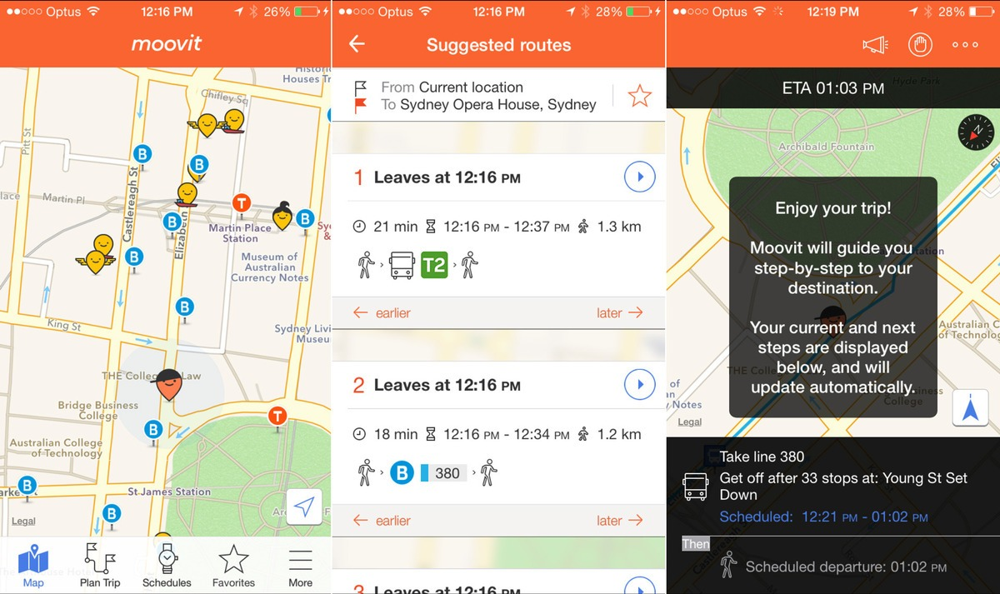 Optus 12:16 PM 26%
moovit
Historic
Houses Tr
Chifley Sq
Pitt St
B
B
lace
Martin Pl
Castlereagh St
Elizabeth
T
B
B
Martin Place
Station
Sy
&
B
Museum of
Australian
Currency Notes
B
King St
Sydney Livi
Museu
THE College Law
Bridge Business
College
T
B
Australian College
of Technology
B
arke
St James Station
B
Legal
Map
Plan Trip
Schedules
Favorites
More
Optus 12:16 PM 28%
Suggested routes
From Current location
To Sydney Opera House, Sydney
1 Leaves at 12:16 PM
21 min 12:16 PM - 12:37 PM 1.3 km
T2
earlier
later
2 Leaves at 12:16 PM
18 min 12:16 PM - 12:34 PM 1.2 km
B 380
earlier
later
3 Leaves at 12:16 PM
Optus 12:19 PM 28%
ETA 01:03 PM
Hyde Park
Archibald Fountain
N
Enjoy your trip!
Moovit will guide you
step-by-step to your
destination.
Your current and next
steps are displayed
below, and will
update automatically.
tation
Australian C
of Technolog
THE Colle
of
an
y Notes
siness
College
Legal
Take line 380
Get off after 33 stops at: Young St Set
Down
Scheduled: 12:21 PM - 01:02 PM
Then
Scheduled departure: 01:02 PM